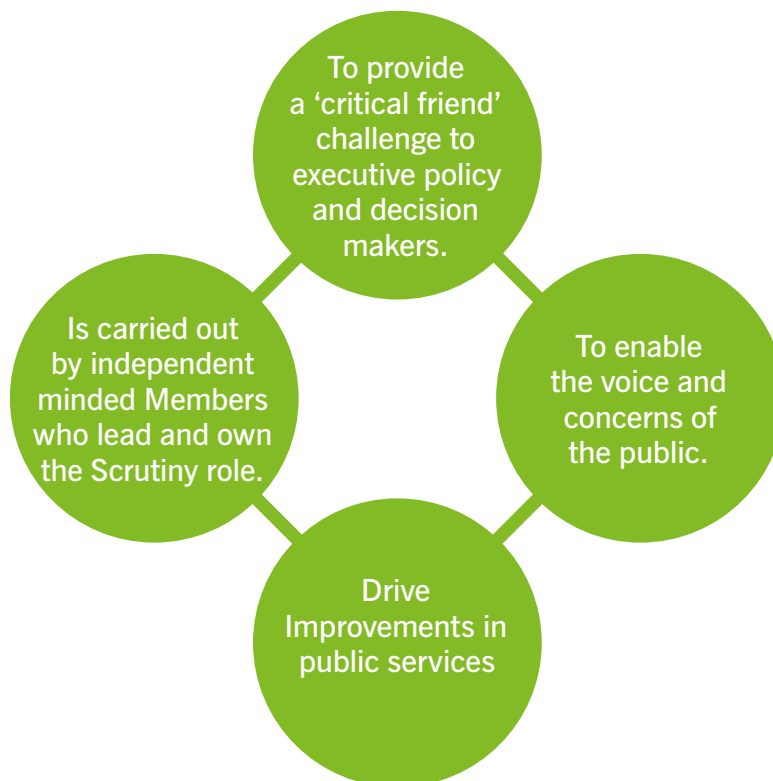 To provide
a ‘critical friend’
challenge to
executive policy
and decision
makers.
Is carried out
by independent
minded Members
who lead and own
the Scrutiny role.
To enable
the voice and
concerns of
the public.
Drive
Improvements in
public services